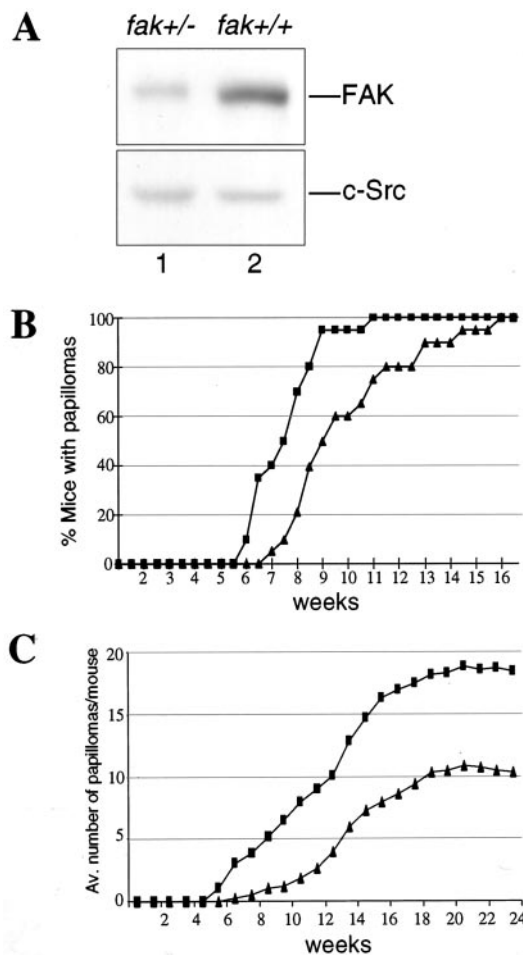 A
fak+/- fak+/+
FAK
c-Src
1 2
B
% Mice with papillomas
100
80
60
40
20
0
2 3 4 5 6 7 8 9 10 11 12 13 14 15 16
weeks
C
Av. number of papillomas/mouse
20
15
10
5
0
2 4 6 8 10 12 14 16 18 20 22 24
weeks